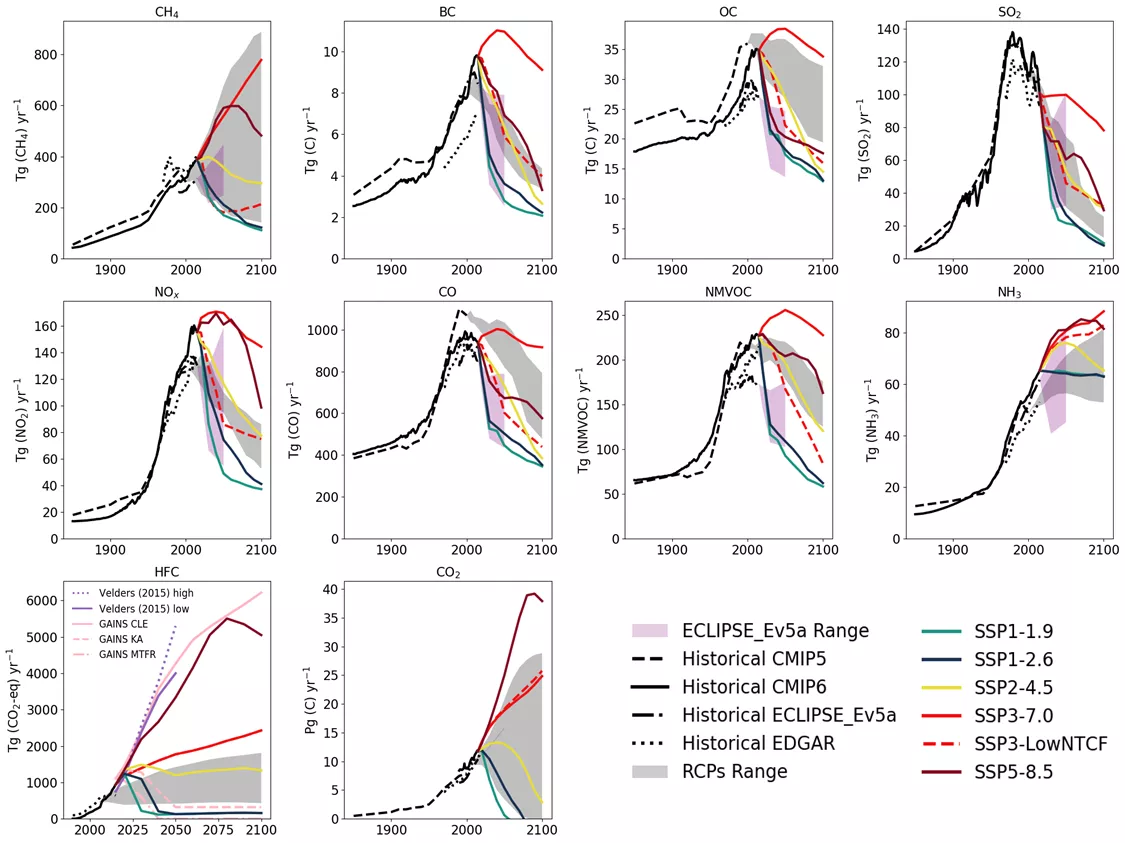 CH₄
Tg (CH₄) yr⁻¹
800
600
400
200
0
1900 2000 2100
BC
Tg (C) yr⁻¹
10
8
6
4
2
0
1900 2000 2100
OC
Tg (C) yr⁻¹
35
30
25
20
15
10
5
0
1900 2000 2100
SO₂
Tg (SO₂) yr⁻¹
140
120
100
80
60
40
20
0
1900 2000 2100
NOₓ
Tg (NO₂) yr⁻¹
160
140
120
100
80
60
40
20
0
1900 2000 2100
CO
Tg (CO) yr⁻¹
1000
800
600
400
200
0
1900 2000 2100
NMVOC
Tg (NMVOC) yr⁻¹
250
200
150
100
50
0
1900 2000 2100
NH₃
Tg (NH₃) yr⁻¹
80
60
40
20
0
1900 2000 2100
HFC
Tg (CO₂-eq) yr⁻¹
6000
5000
4000
3000
2000
1000
0
2000 2025 2050 2075 2100
Velders (2015) high
Velders (2015) low
GAINS CLE
GAINS KA
GAINS MTFR
CO₂
Pg (C) yr⁻¹
40
35
30
25
20
15
10
5
0
1900 2000 2100
ECLIPSE_Ev5a Range
Historical CMIP5
Historical CMIP6
Historical ECLIPSE_Ev5a
Historical EDGAR
RCPs Range
SSP1-1.9
SSP1-2.6
SSP2-4.5
SSP3-7.0
SSP3-LowNTCF
SSP5-8.5